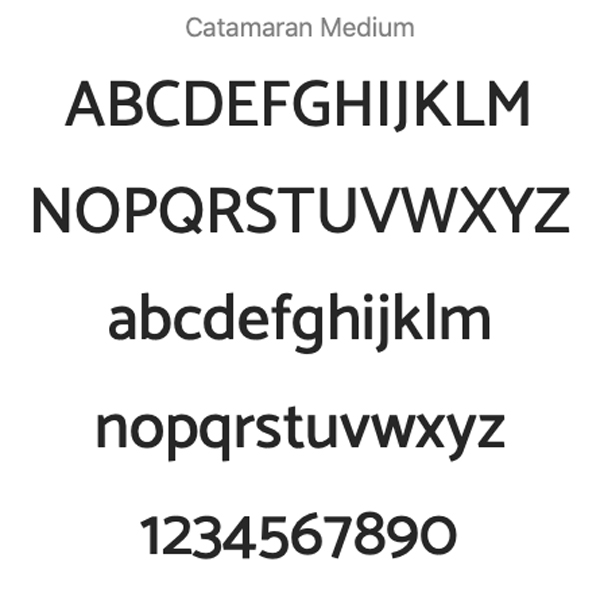 Catamaran Medium
ABCDEFGHIJKLM
NOPQRSTUVWXYZ
abcdefghijklm
nopqrstuvwxyz
1234567890